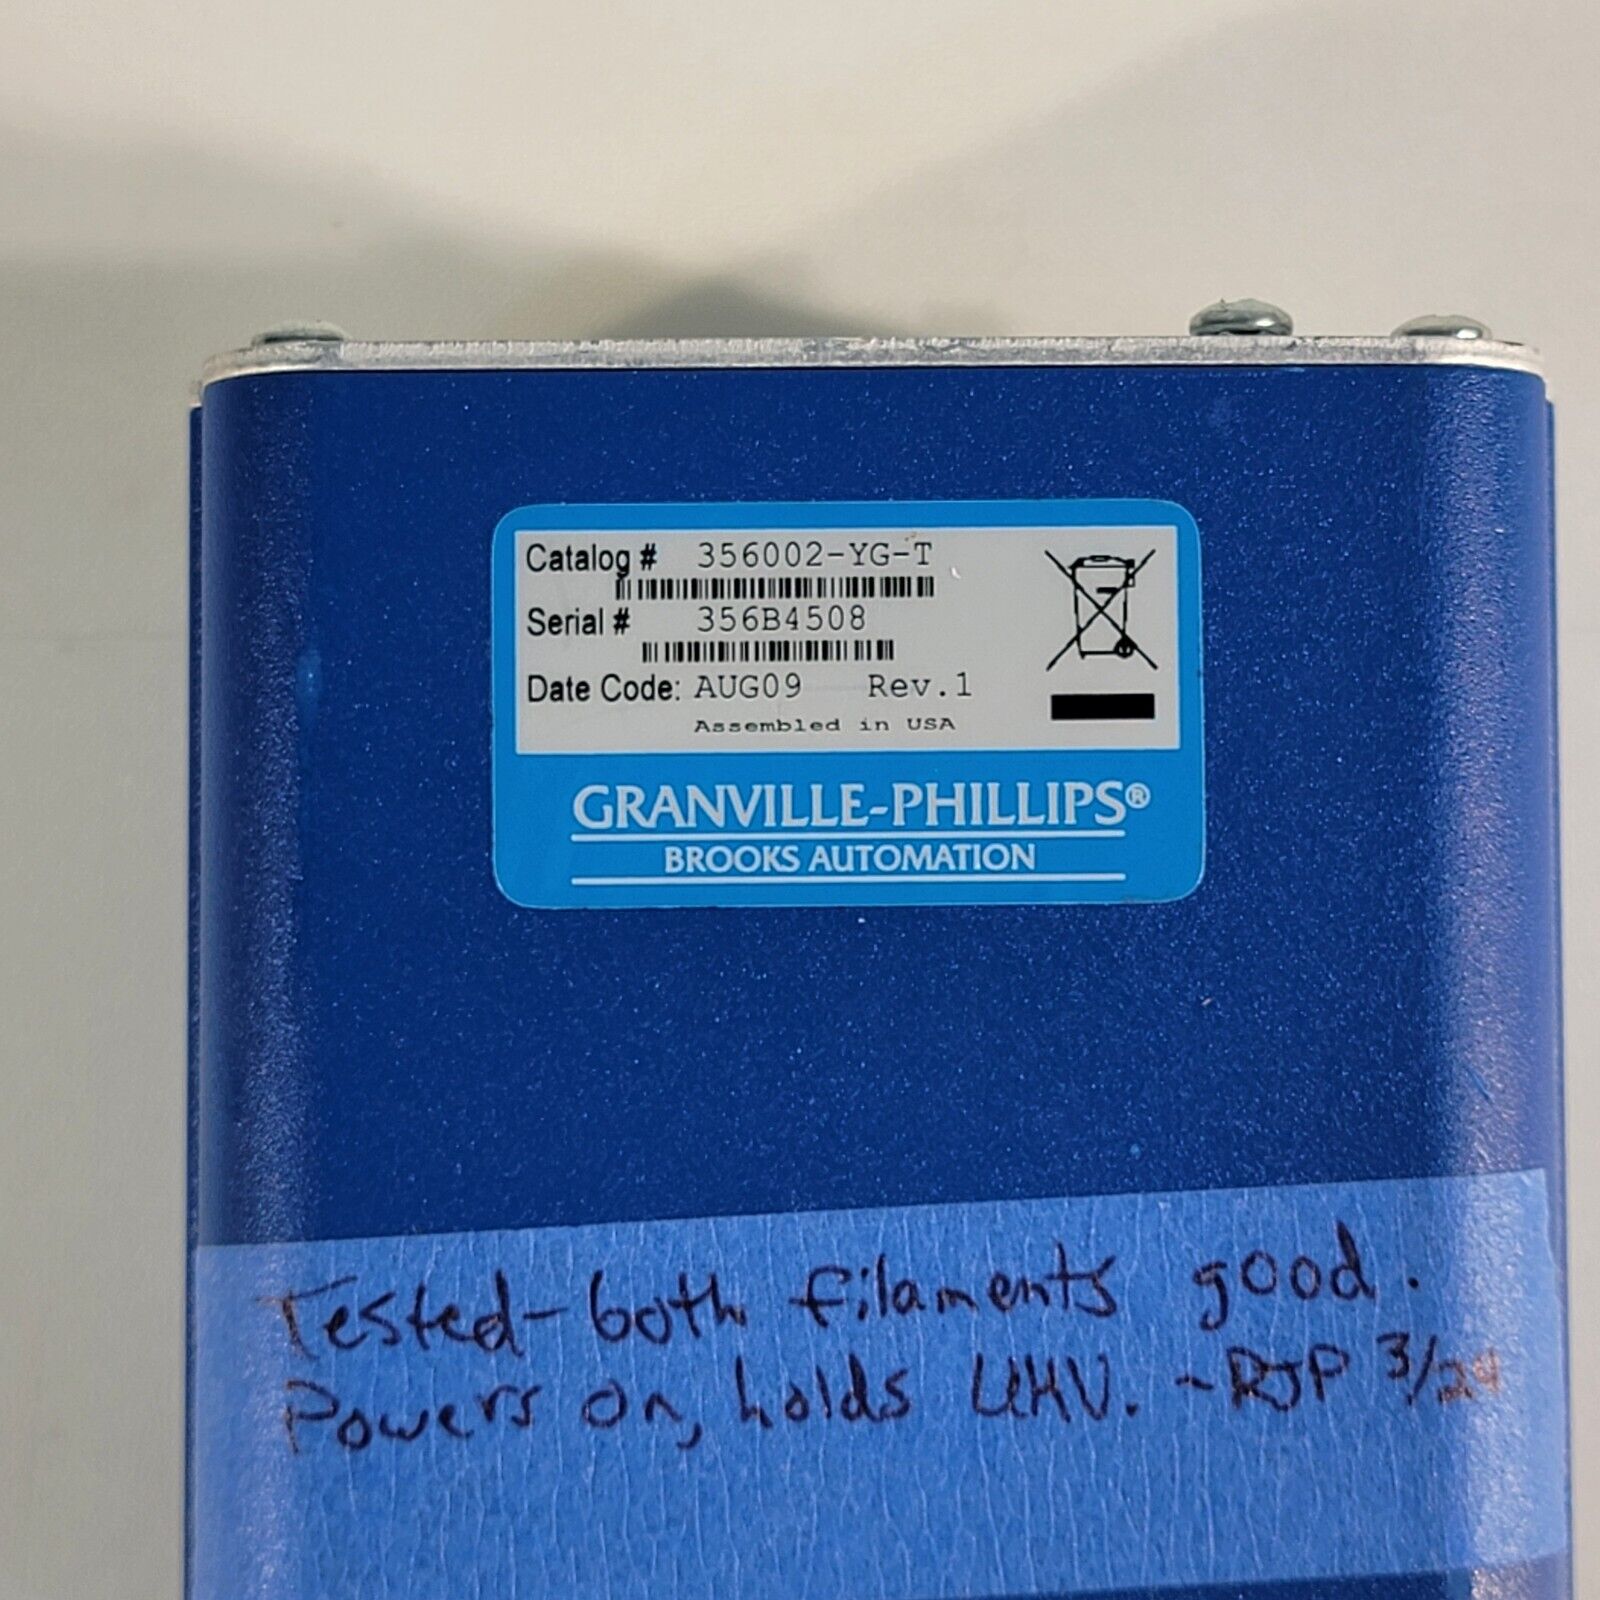 Catalog # 356002-YG-T
Serial # 356B4508
Date Code: AUG09 Rev.1
Assembled in USA
GRANVILLE-PHILLIPS®
BROOKS AUTOMATION
Tested-both filaments good.
Powers on, holds UHV. -RJP 3/24